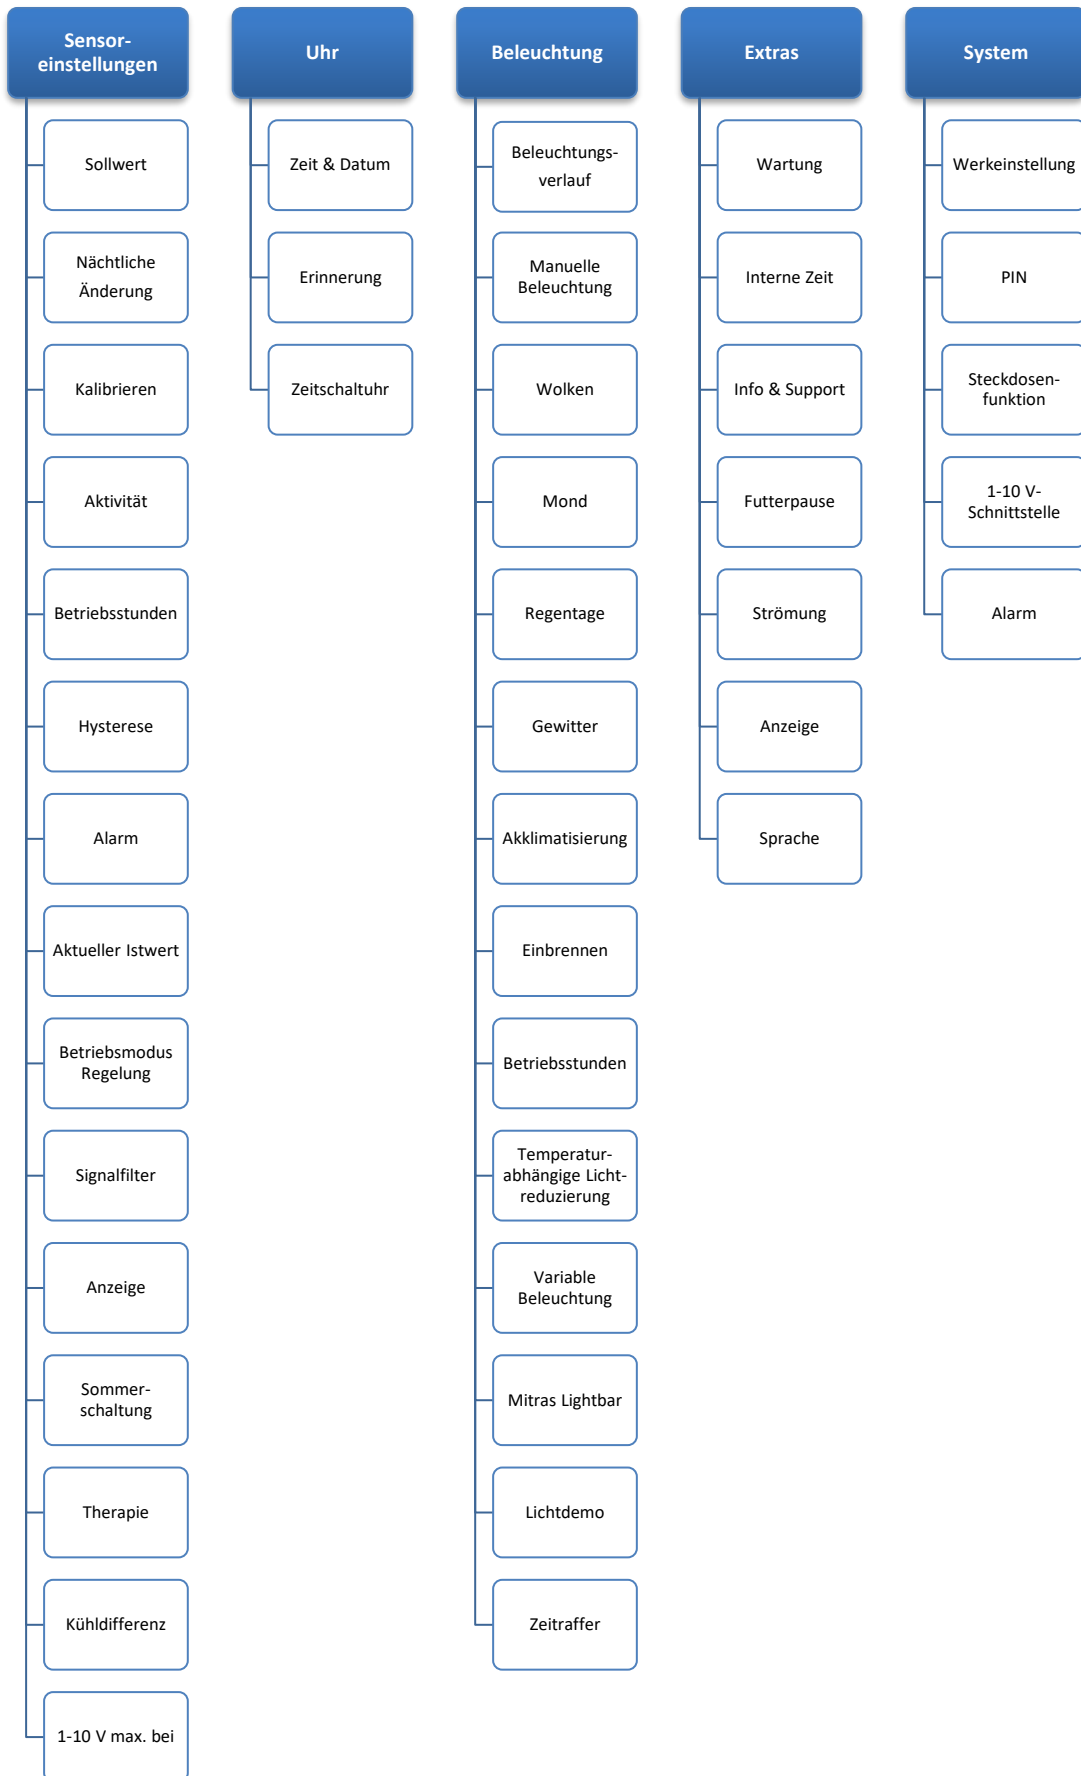 Sensor-
einstellungen
Sollwert
Nächtliche
Änderung
Kalibrieren
Aktivität
Betriebsstunden
Hysterese
Alarm
Aktueller Istwert
Betriebsmodus
Regelung
Signalfilter
Anzeige
Sommer-
schaltung
Therapie
Kühldifferenz
1-10 V max. bei
Uhr
Zeit & Datum
Erinnerung
Zeitschaltuhr
Beleuchtung
Beleuchtungs-
verlauf
Manuelle
Beleuchtung
Wolken
Mond
Regentage
Gewitter
Akklimatisierung
Einbrennen
Betriebsstunden
Temperatur-
abhängige Licht-
reduzierung
Variable
Beleuchtung
Mitras Lightbar
Lichtdemo
Zeitraffer
Extras
Wartung
Interne Zeit
Info & Support
Futterpause
Strömung
Anzeige
Sprache
System
Werkeinstellung
PIN
Steckdosen-
funktion
1-10 V-
Schnittstelle
Alarm